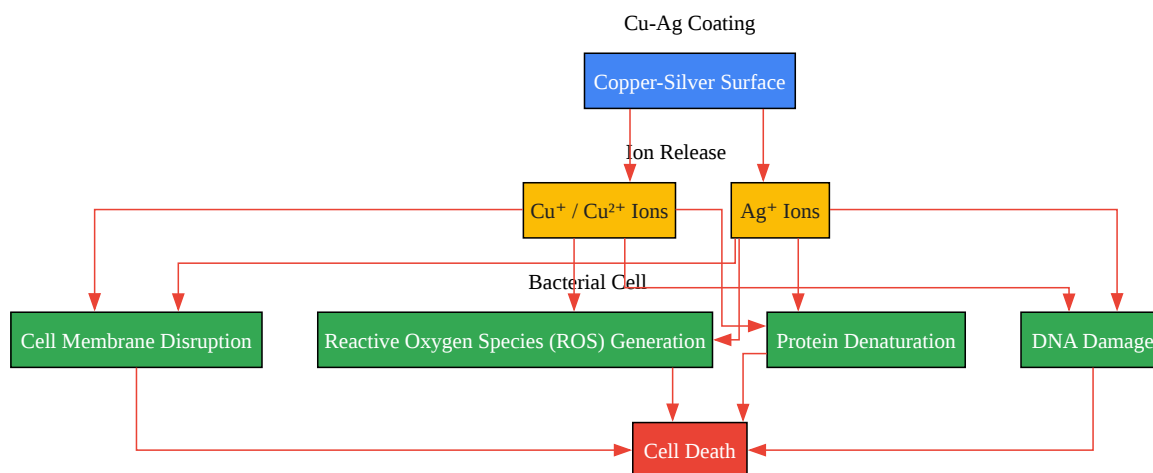 Cu-Ag Coating
Copper-Silver Surface
Ion Release
Cu⁺ / Cu²⁺ Ions
Ag⁺ Ions
Bacterial Cell
Cell Membrane Disruption
Reactive Oxygen Species (ROS) Generation
Protein Denaturation
DNA Damage
Cell Death